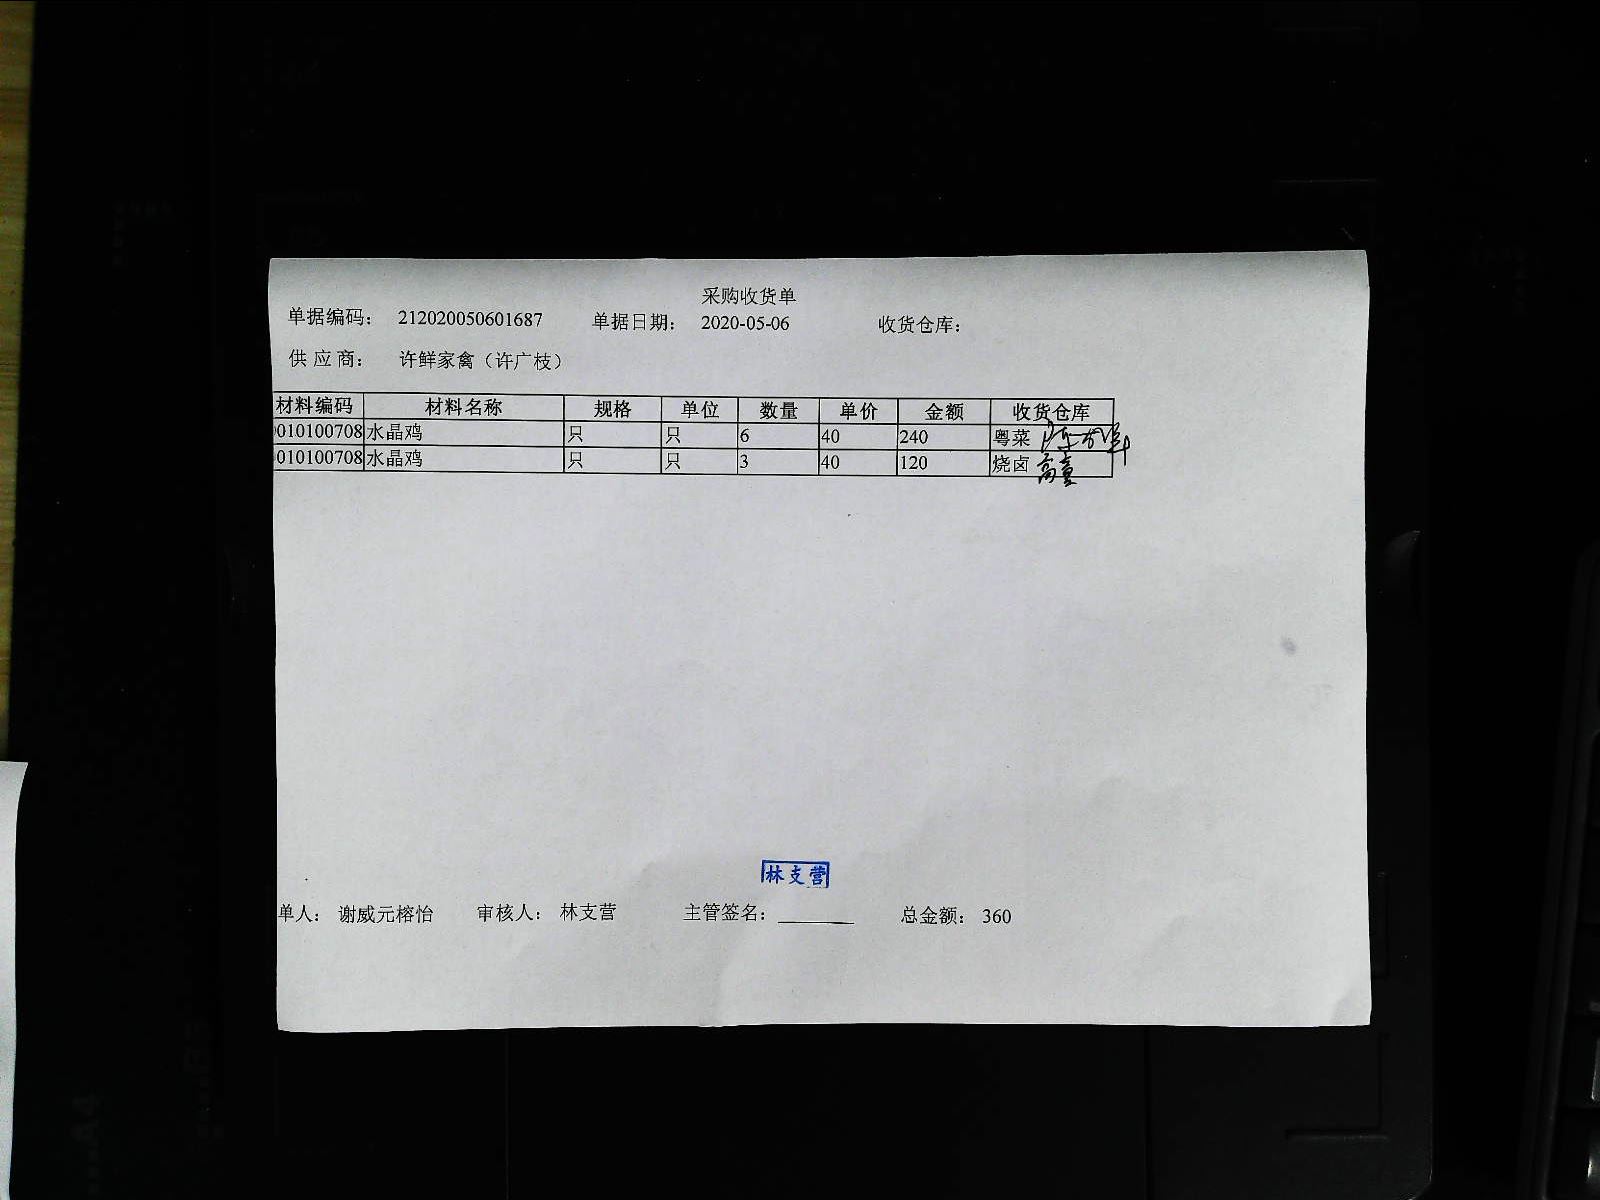 采购收货单
单据编码： 212020050601687 单据日期： 2020-05-06 收货仓库：
供 应 商： 许鲜家禽（许广枝）
材料编码 材料名称 规格 单位 数量 单价 金额 收货仓库
010100708 水晶鸡 只 只 6 40 240 粤菜
010100708 水晶鸡 只 只 3 40 120 烧卤
林支营
单人： 谢威元榕怡 审核人： 林支营 主管签名： 总金额： 360